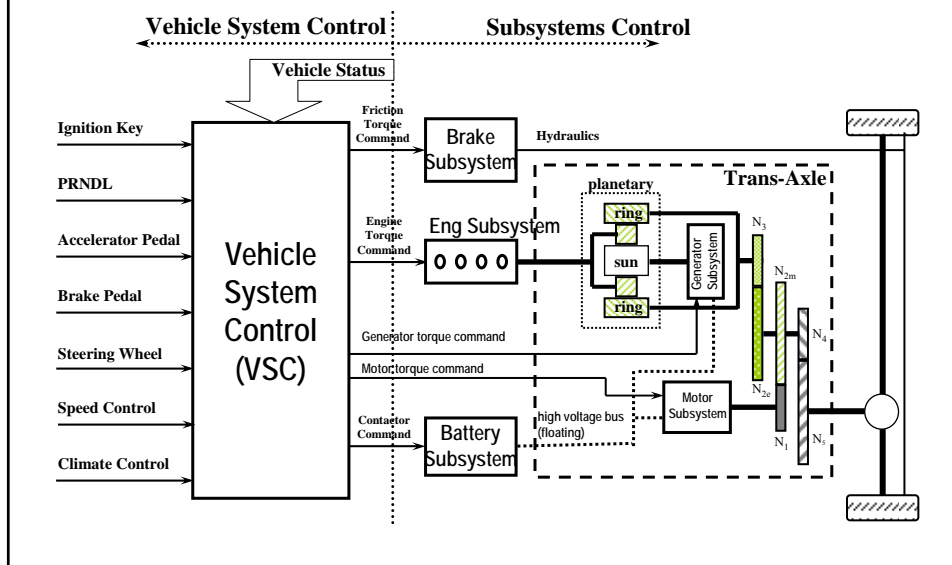 Vehicle System Control
Subsystems Control
Vehicle Status
Ignition Key
PRNDL
Accelerator Pedal
Brake Pedal
Steering Wheel
Speed Control
Climate Control
Vehicle
System
Control
(VSC)
Friction
Torque
Command
Brake
Subsystem
Hydraulics
Trans-Axle
planetary
ring
sun
ring
Engine
Torque
Command
Eng Subsystem
Generator
Subsystem
N3
N2m
N4
N2e
N1
N5
Generator torque command
Motor torque command
Motor
Subsystem
high voltage bus
(floating)
Contactor
Command
Battery
Subsystem